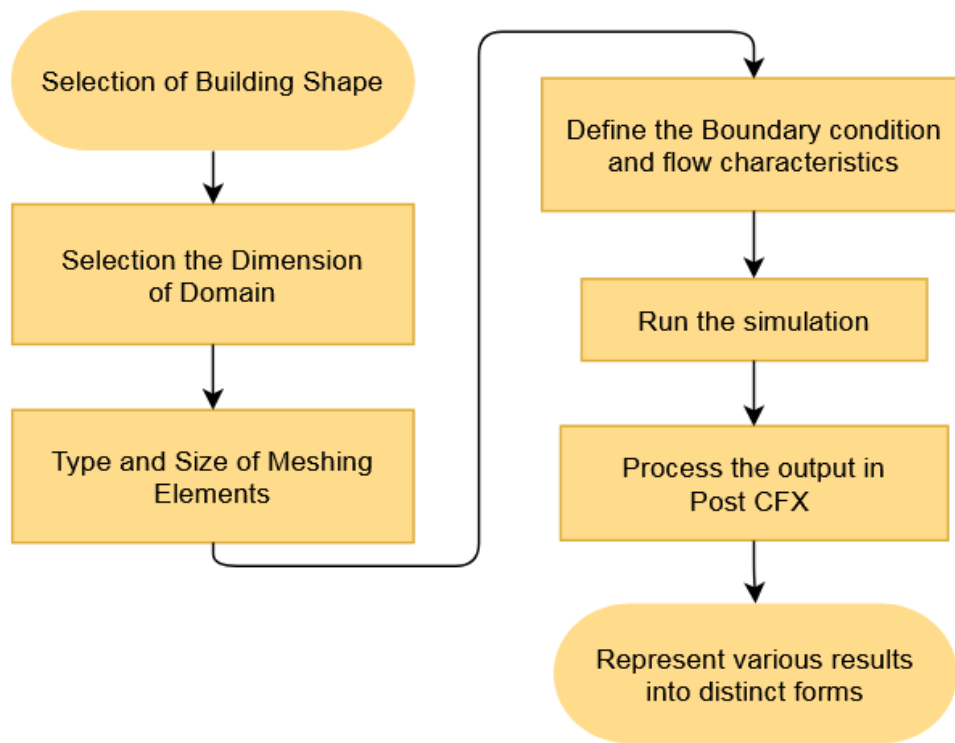 Selection of Building Shape
Selection the Dimension
of Domain
Type and Size of Meshing
Elements
Define the Boundary condition
and flow characteristics
Run the simulation
Process the output in
Post CFX
Represent various results
into distinct forms